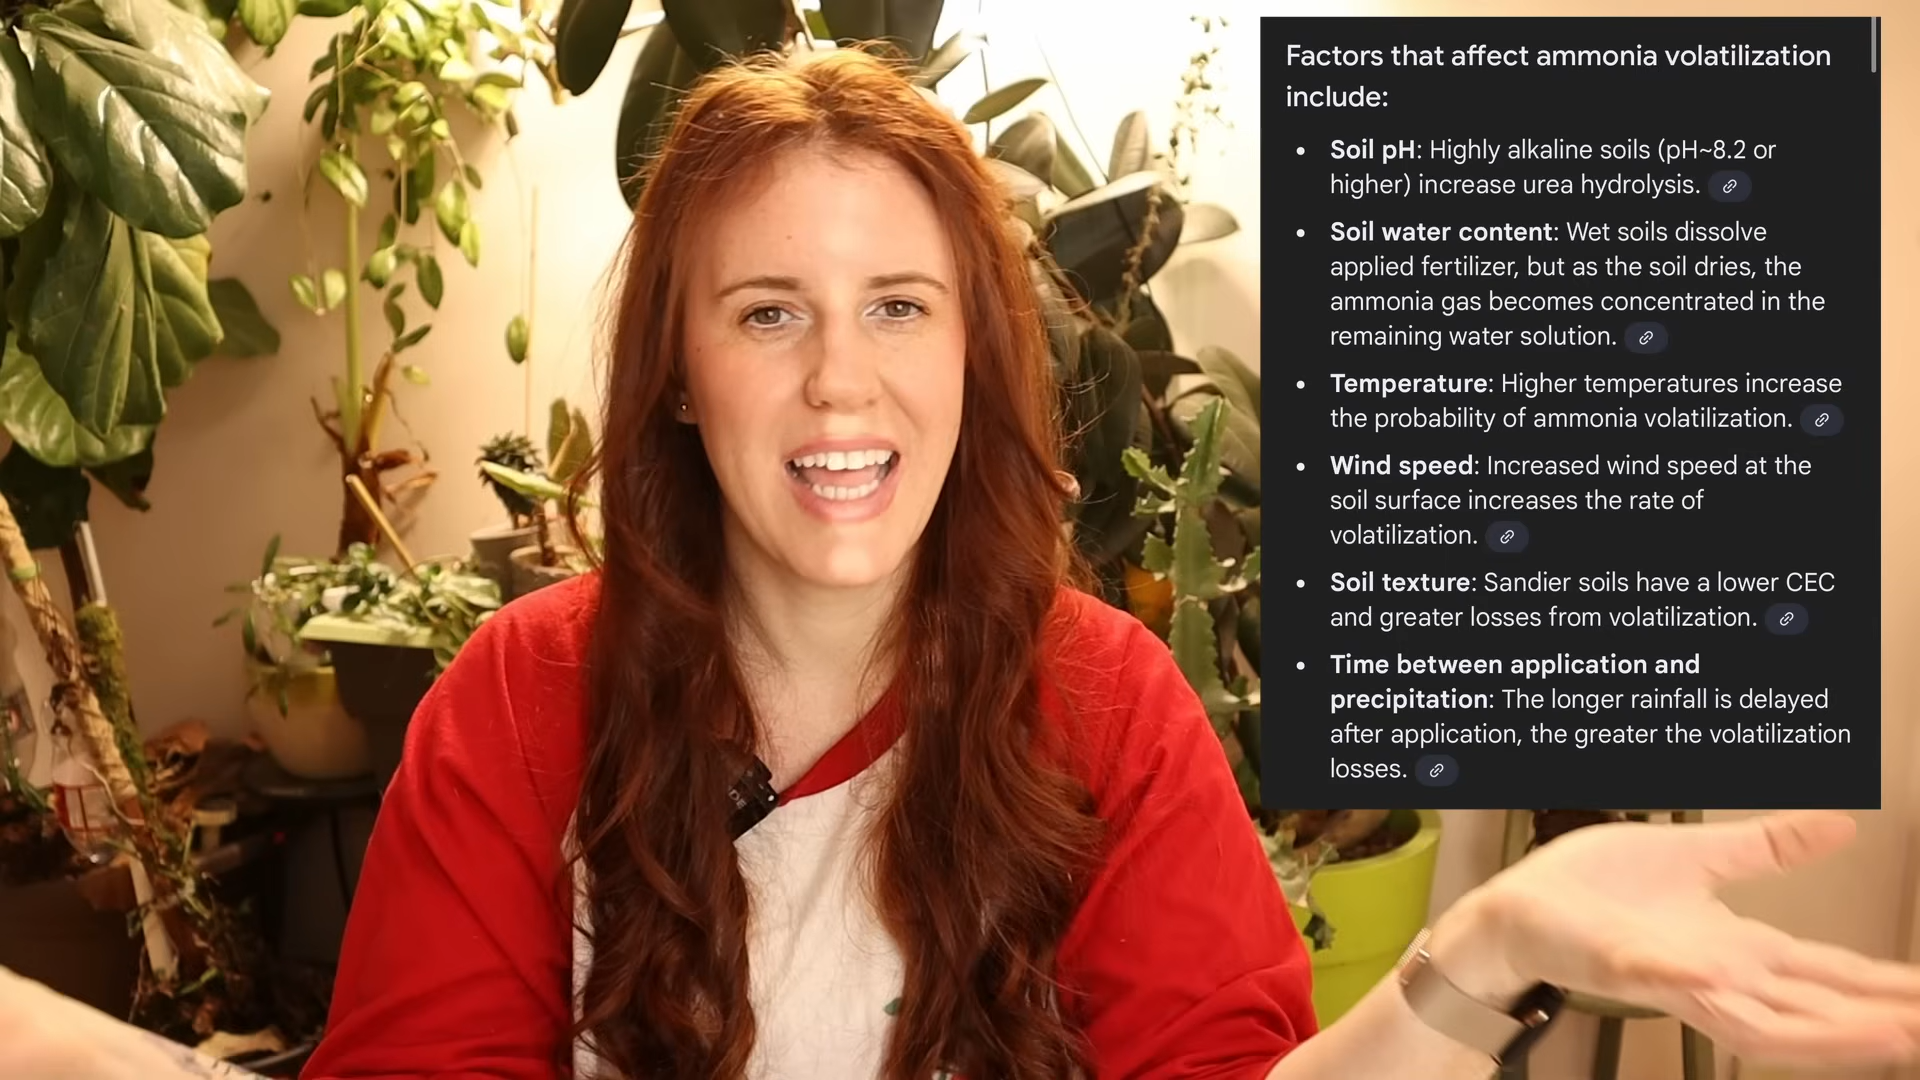 Factors that affect ammonia volatilization
include:
• Soil pH: Highly alkaline soils (pH~8.2 or
higher) increase urea hydrolysis.
• Soil water content: Wet soils dissolve
applied fertilizer, but as the soil dries, the
ammonia gas becomes concentrated in the
remaining water solution.
• Temperature: Higher temperatures increase
the probability of ammonia volatilization.
• Wind speed: Increased wind speed at the
soil surface increases the rate of
volatilization.
• Soil texture: Sandier soils have a lower CEC
and greater losses from volatilization.
• Time between application and
precipitation: The longer rainfall is delayed
after application, the greater the volatilization
losses.